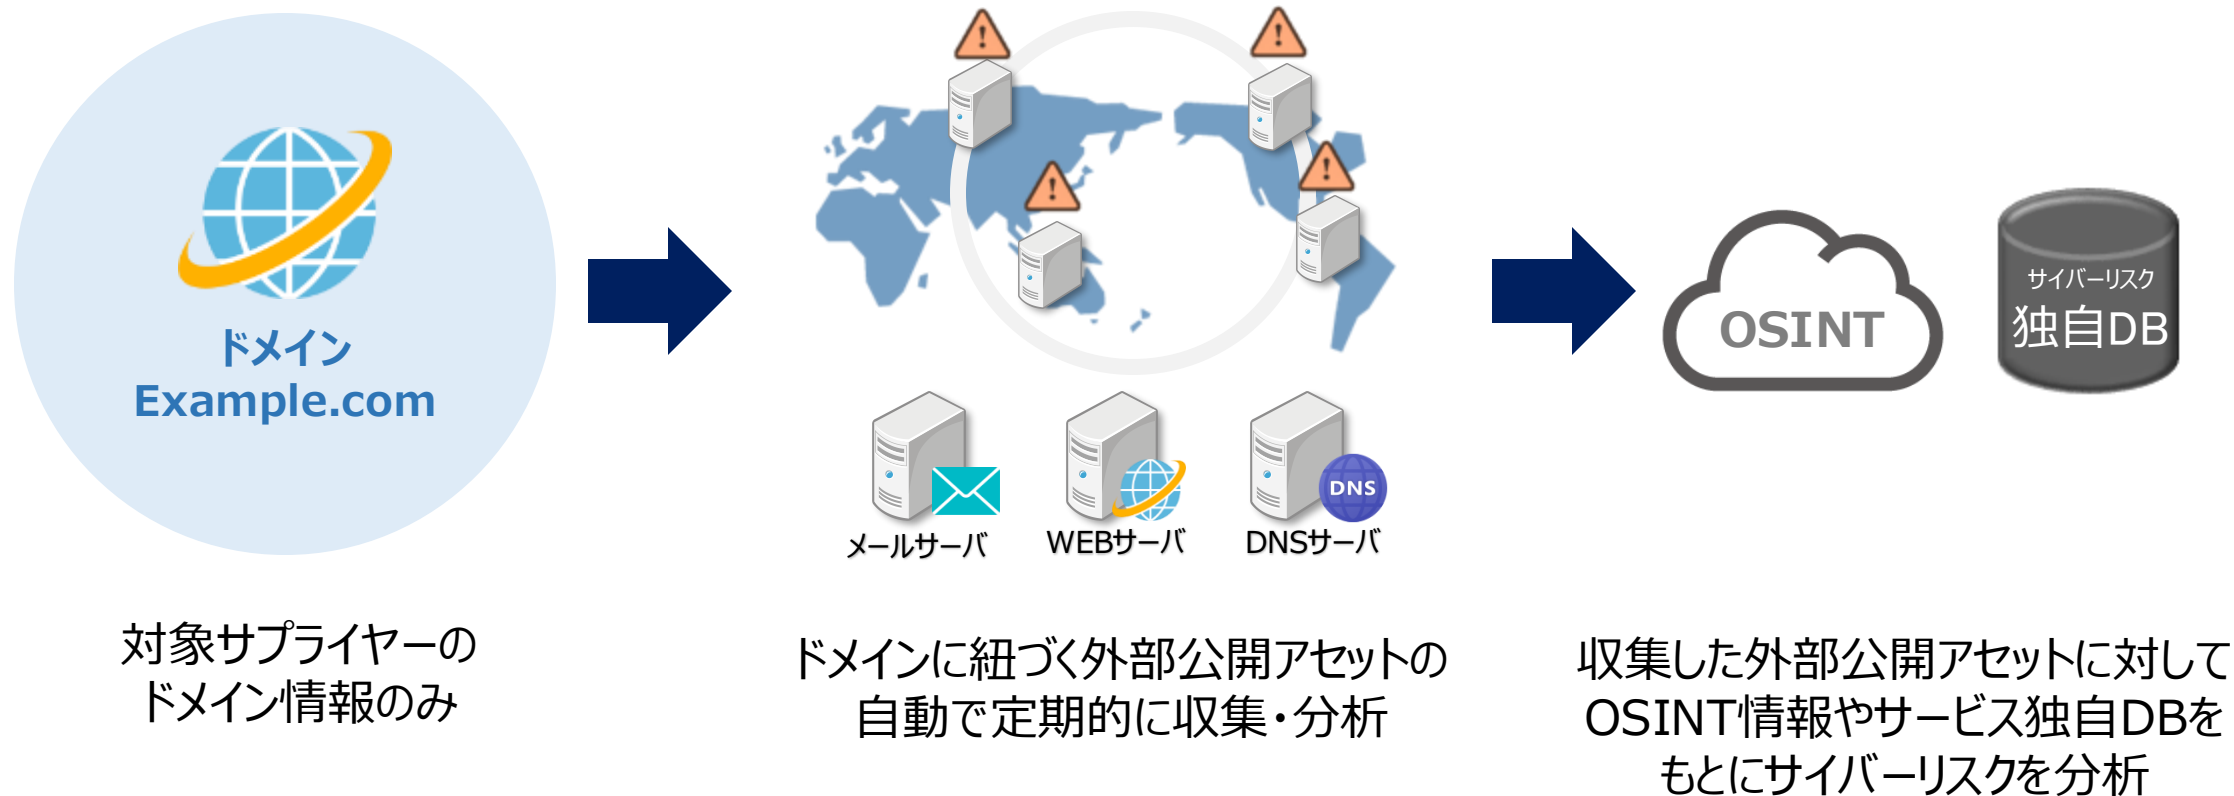 ドメイン
Example.com
対象サプライヤーの
ドメイン情報のみ
!
!
!
!
メールサーバ
WEBサーバ
DNS
DNSサーバ
ドメインに紐づく外部公開アセットの
自動で定期的に収集・分析
OSINT
サイバーリスク
独自DB
収集した外部公開アセットに対して
OSINT情報やサービス独自DBを
もとにサイバーリスクを分析